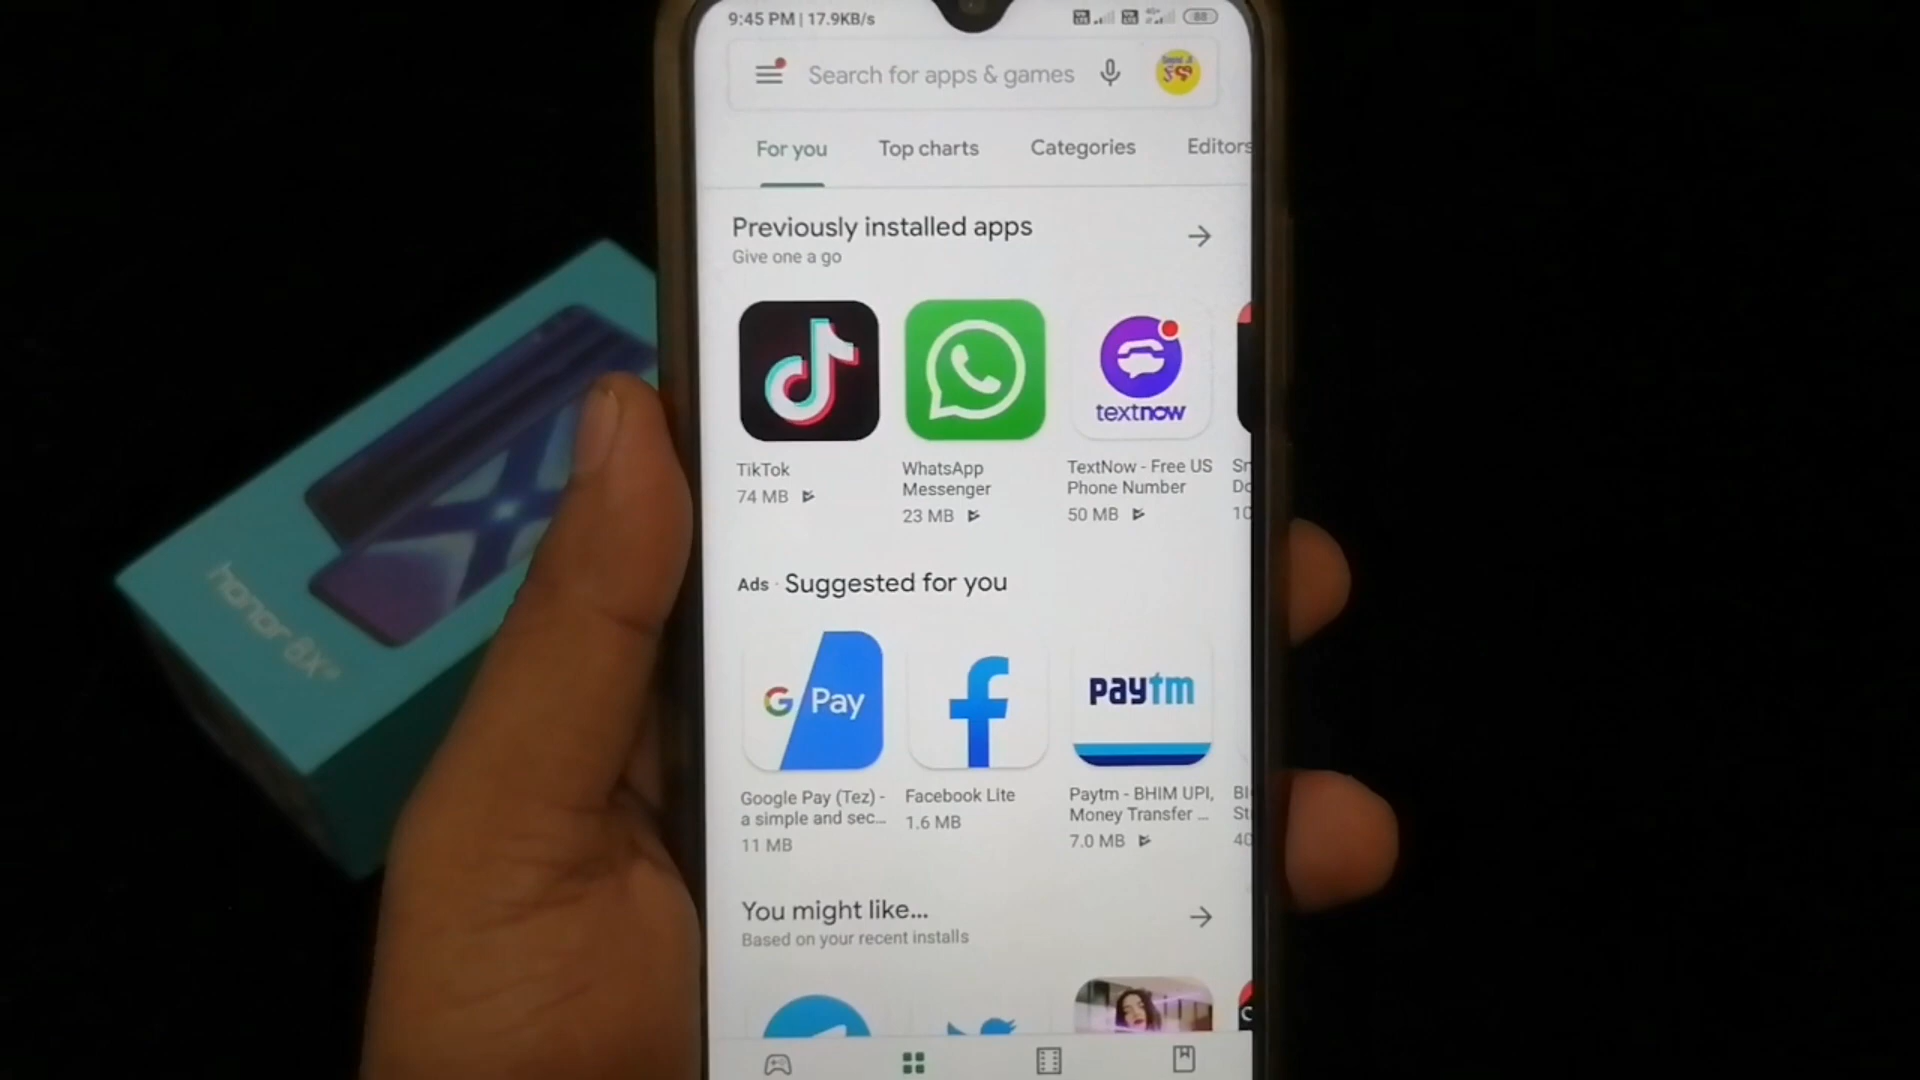 9:45 PM | 17.9KB/s
4G+
88
Search for apps & games
For you
Top charts
Categories
Editors
Previously installed apps
Give one a go
textnow
TikTok
74 MB
WhatsApp
Messenger
23 MB
TextNow - Free US
Phone Number
50 MB
Ads · Suggested for you
G Pay
paytm
Google Pay (Tez) -
a simple and sec...
11 MB
Facebook Lite
1.6 MB
Paytm - BHIM UPI,
Money Transfer ...
7.0 MB
You might like...
Based on your recent installs
honor